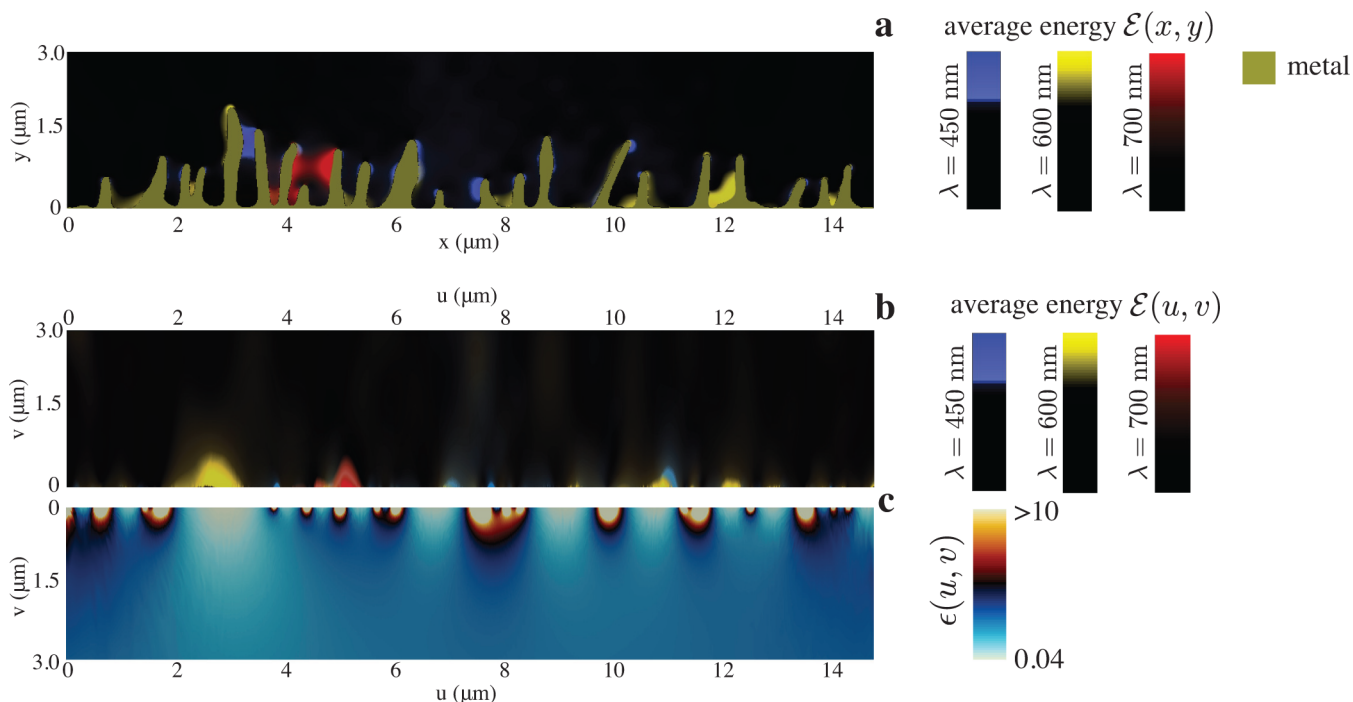 a
average energy ℰ(x, y)
λ = 450 nm
λ = 600 nm
λ = 700 nm
metal
3.0
1.5
0
y (μm)
0 2 4 6 8 10 12 14
x (μm)
u (μm)
b
2 4 6 8 10 12 14
average energy ℰ(u, v)
λ = 450 nm
λ = 600 nm
λ = 700 nm
3.0
1.5
0
v (μm)
c
0
1.5
3.0
v (μm)
0 2 4 6 8 10 12 14
u (μm)
ϵ(u, v)
>10
0.04